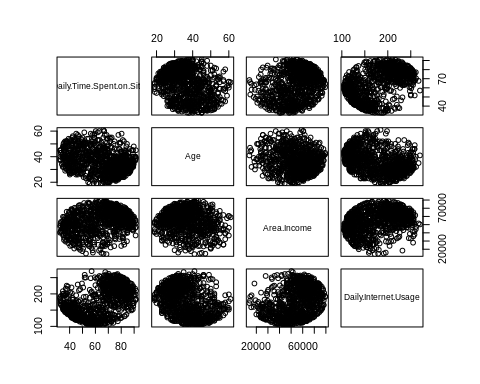 20 40 60 100 200
aily.Time.Spent.on.Sit
40 70
20 40 60
Age
Area.Income
20000 70000
100 200
Daily.Internet.Usage
40 60 80 20000 60000